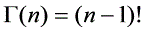 Γ(n) = (n−1)!